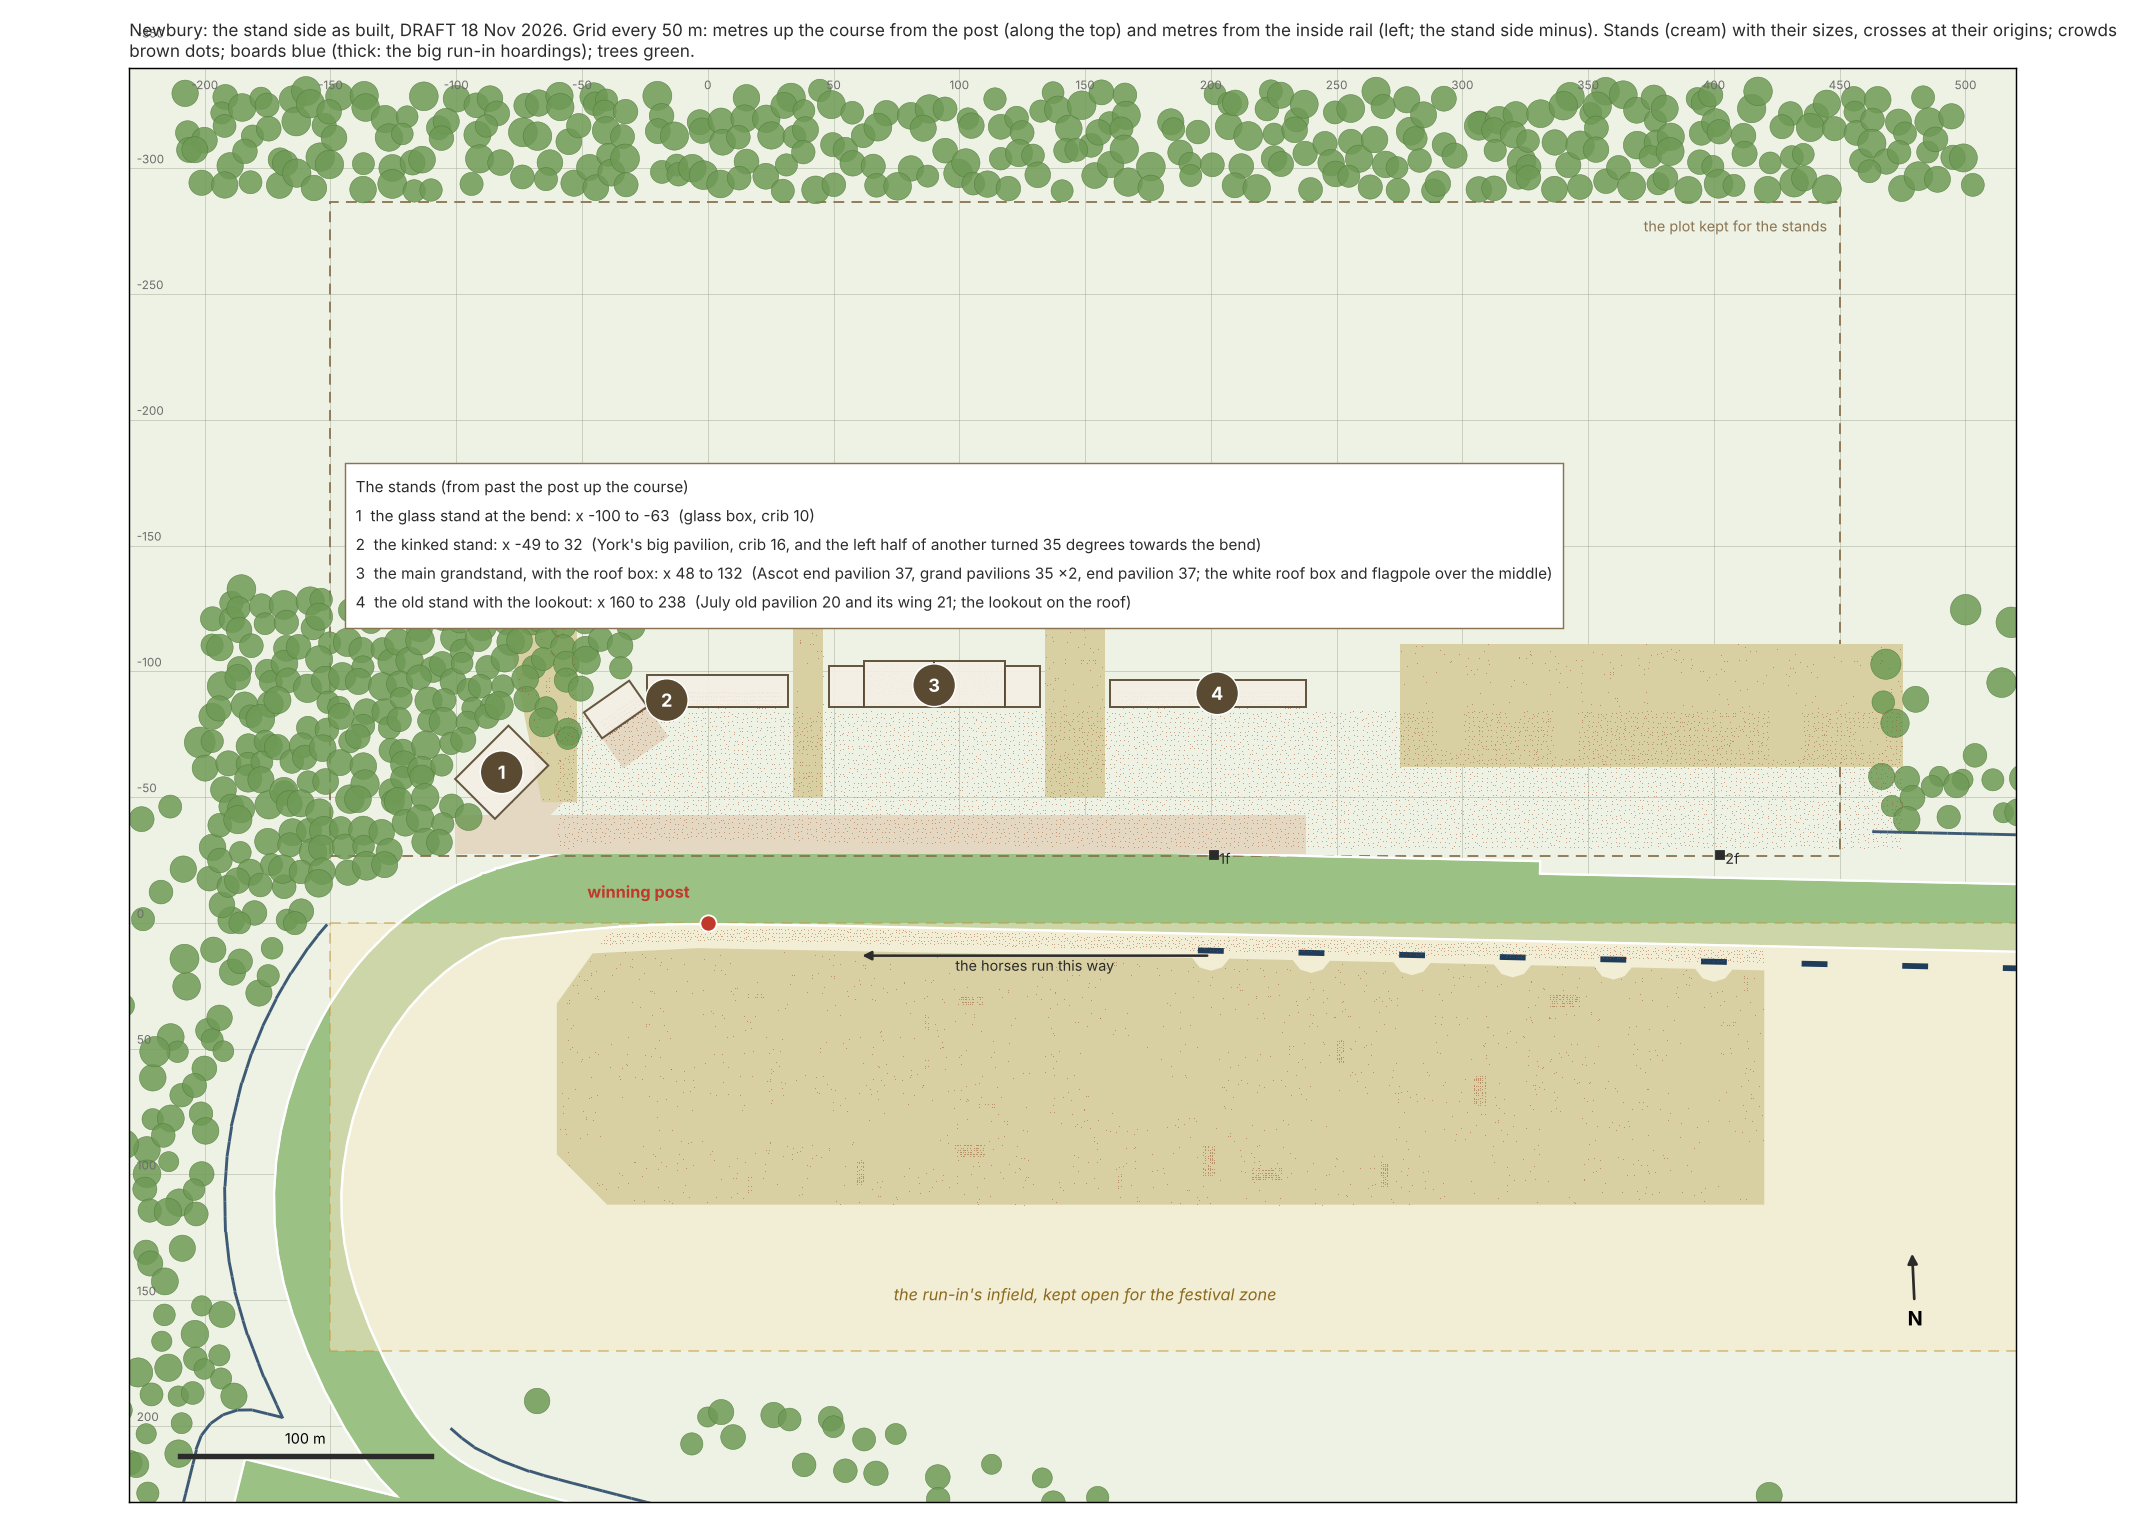 Newbury: the stand side as built, DRAFT 18 Nov 2026. Grid every 50 m: metres up the course from the post (along the top) and metres from the inside rail (left; the stand side minus). Stands (cream) with their sizes, crosses at their origins; crowds
brown dots; boards blue (thick: the big run-in hoardings); trees green.
-200 -150 -100 -50 0 50 100 150 200 250 300 350 400 450 500
-300
the plot kept for the stands
-250
-200
The stands (from past the post up the course)
1 the glass stand at the bend: x -100 to -63 (glass box, crib 10)
-150
2 the kinked stand: x -49 to 32 (York's big pavilion, crib 16, and the left half of another turned 35 degrees towards the bend)
3 the main grandstand, with the roof box: x 48 to 132 (Ascot end pavilion 37, grand pavilions 35 ×2, end pavilion 37; the white roof box and flagpole over the middle)
4 the old stand with the lookout: x 160 to 238 (July old pavilion 20 and its wing 21; the lookout on the roof)
-100
3
4
2
1
-50
1f
2f
winning post
0
the horses run this way
50
100
150
the run-in's infield, kept open for the festival zone
N
200
100 m